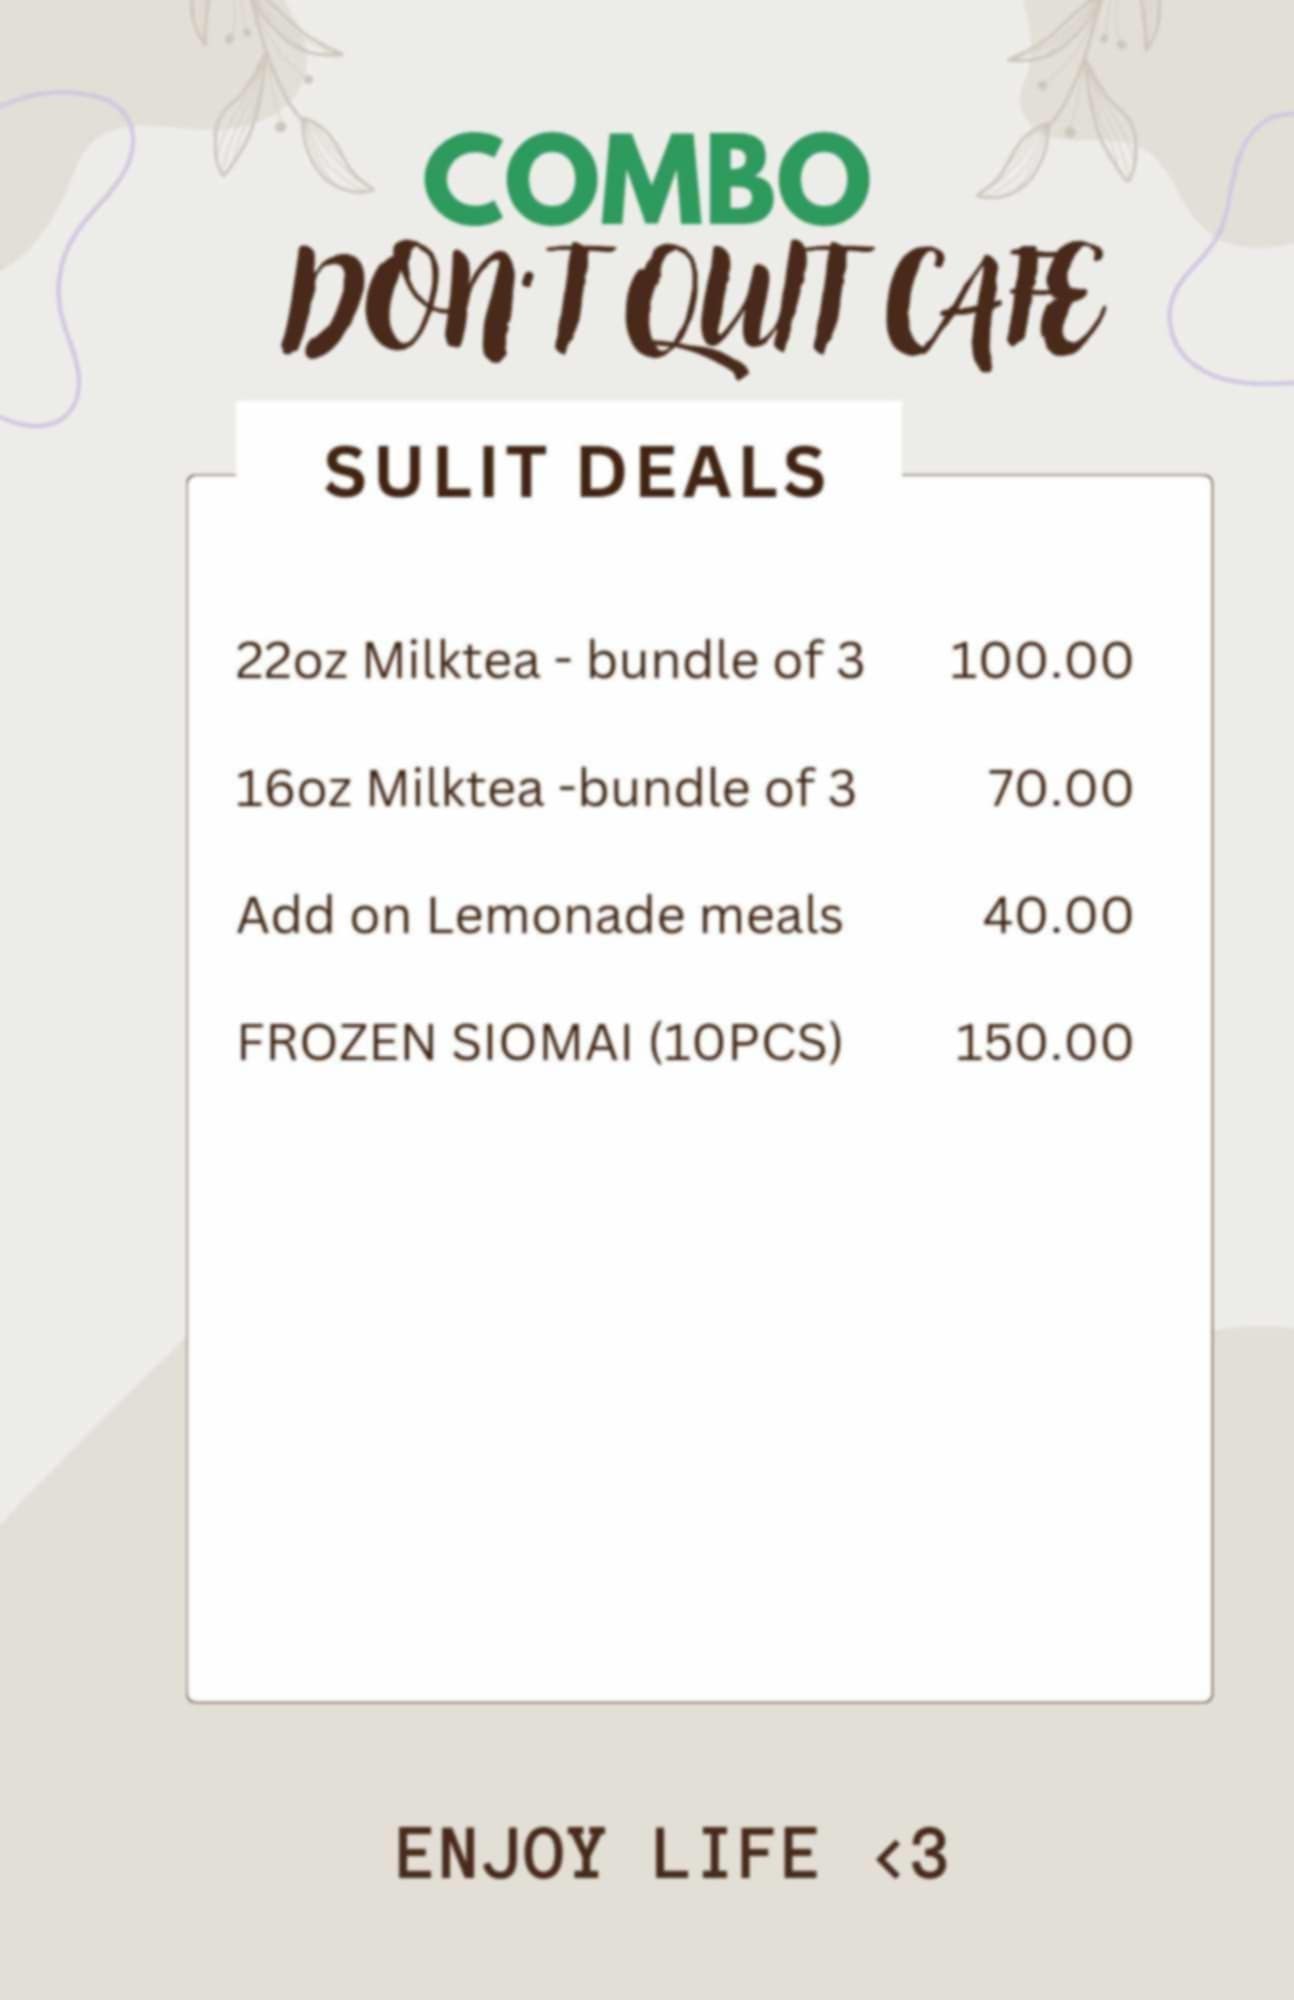 COMBO
DON'T QUIT CAFE
SULIT DEALS
22oz Milktea - bundle of 3 100.00
16oz Milktea -bundle of 3 70.00
Add on Lemonade meals 40.00
FROZEN SIOMAI (10PCS) 150.00
ENJOY LIFE <3